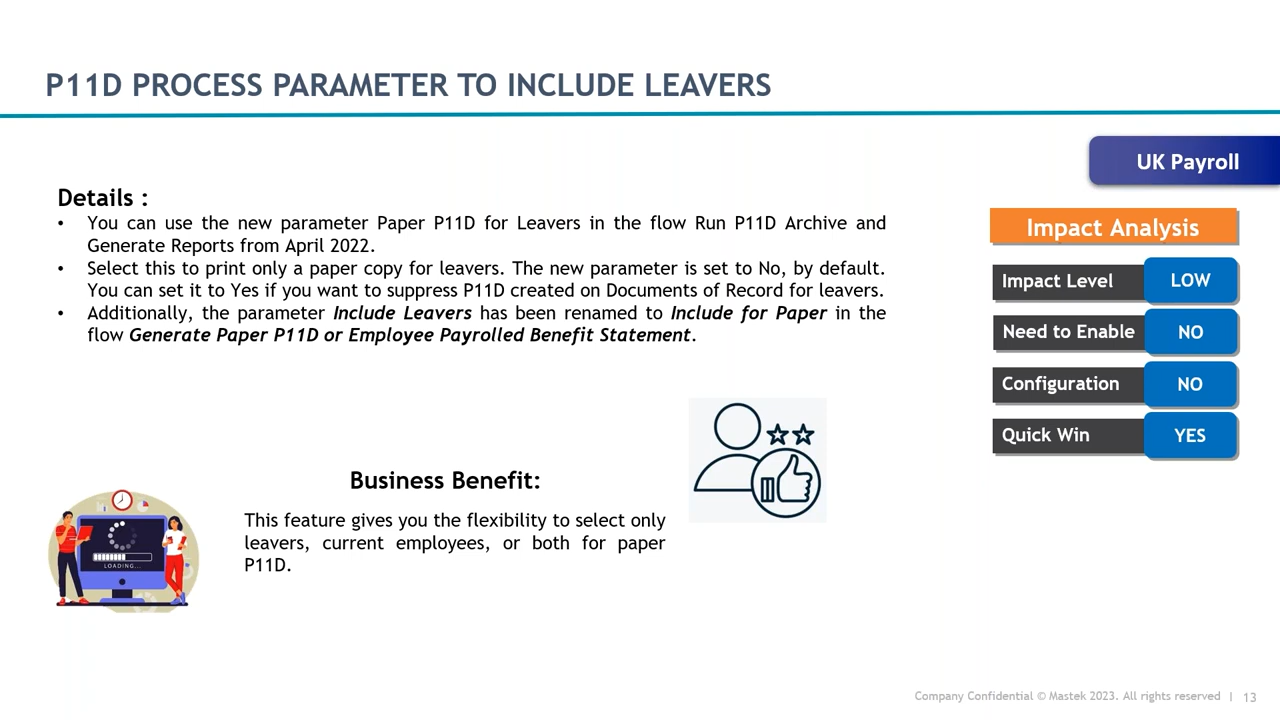 P11D PROCESS PARAMETER TO INCLUDE LEAVERS
UK Payroll
Details :
• You can use the new parameter Paper P11D for Leavers in the flow Run P11D Archive and
Generate Reports from April 2022.
• Select this to print only a paper copy for leavers. The new parameter is set to No, by default.
You can set it to Yes if you want to suppress P11D created on Documents of Record for leavers.
• Additionally, the parameter Include Leavers has been renamed to Include for Paper in the
flow Generate Paper P11D or Employee Payrolled Benefit Statement.
Impact Analysis
Impact Level LOW
Need to Enable NO
Configuration NO
Quick Win YES
Business Benefit:
This feature gives you the flexibility to select only
leavers, current employees, or both for paper
P11D.
LOADING...
Company Confidential © Mastek 2023. All rights reserved | 13